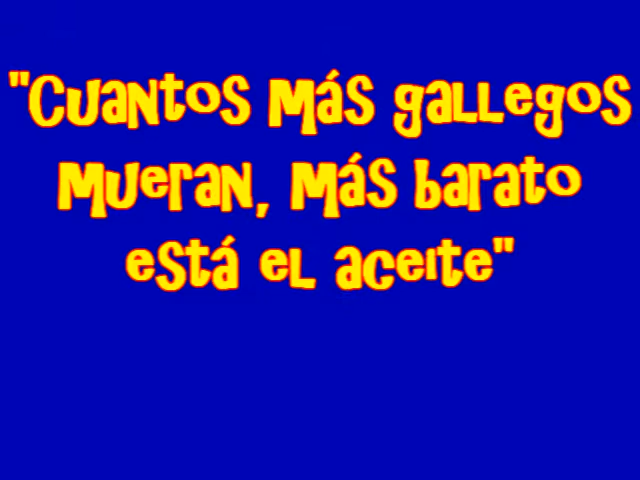 "Cuantos más gallegos
mueran, más barato
está el aceite"